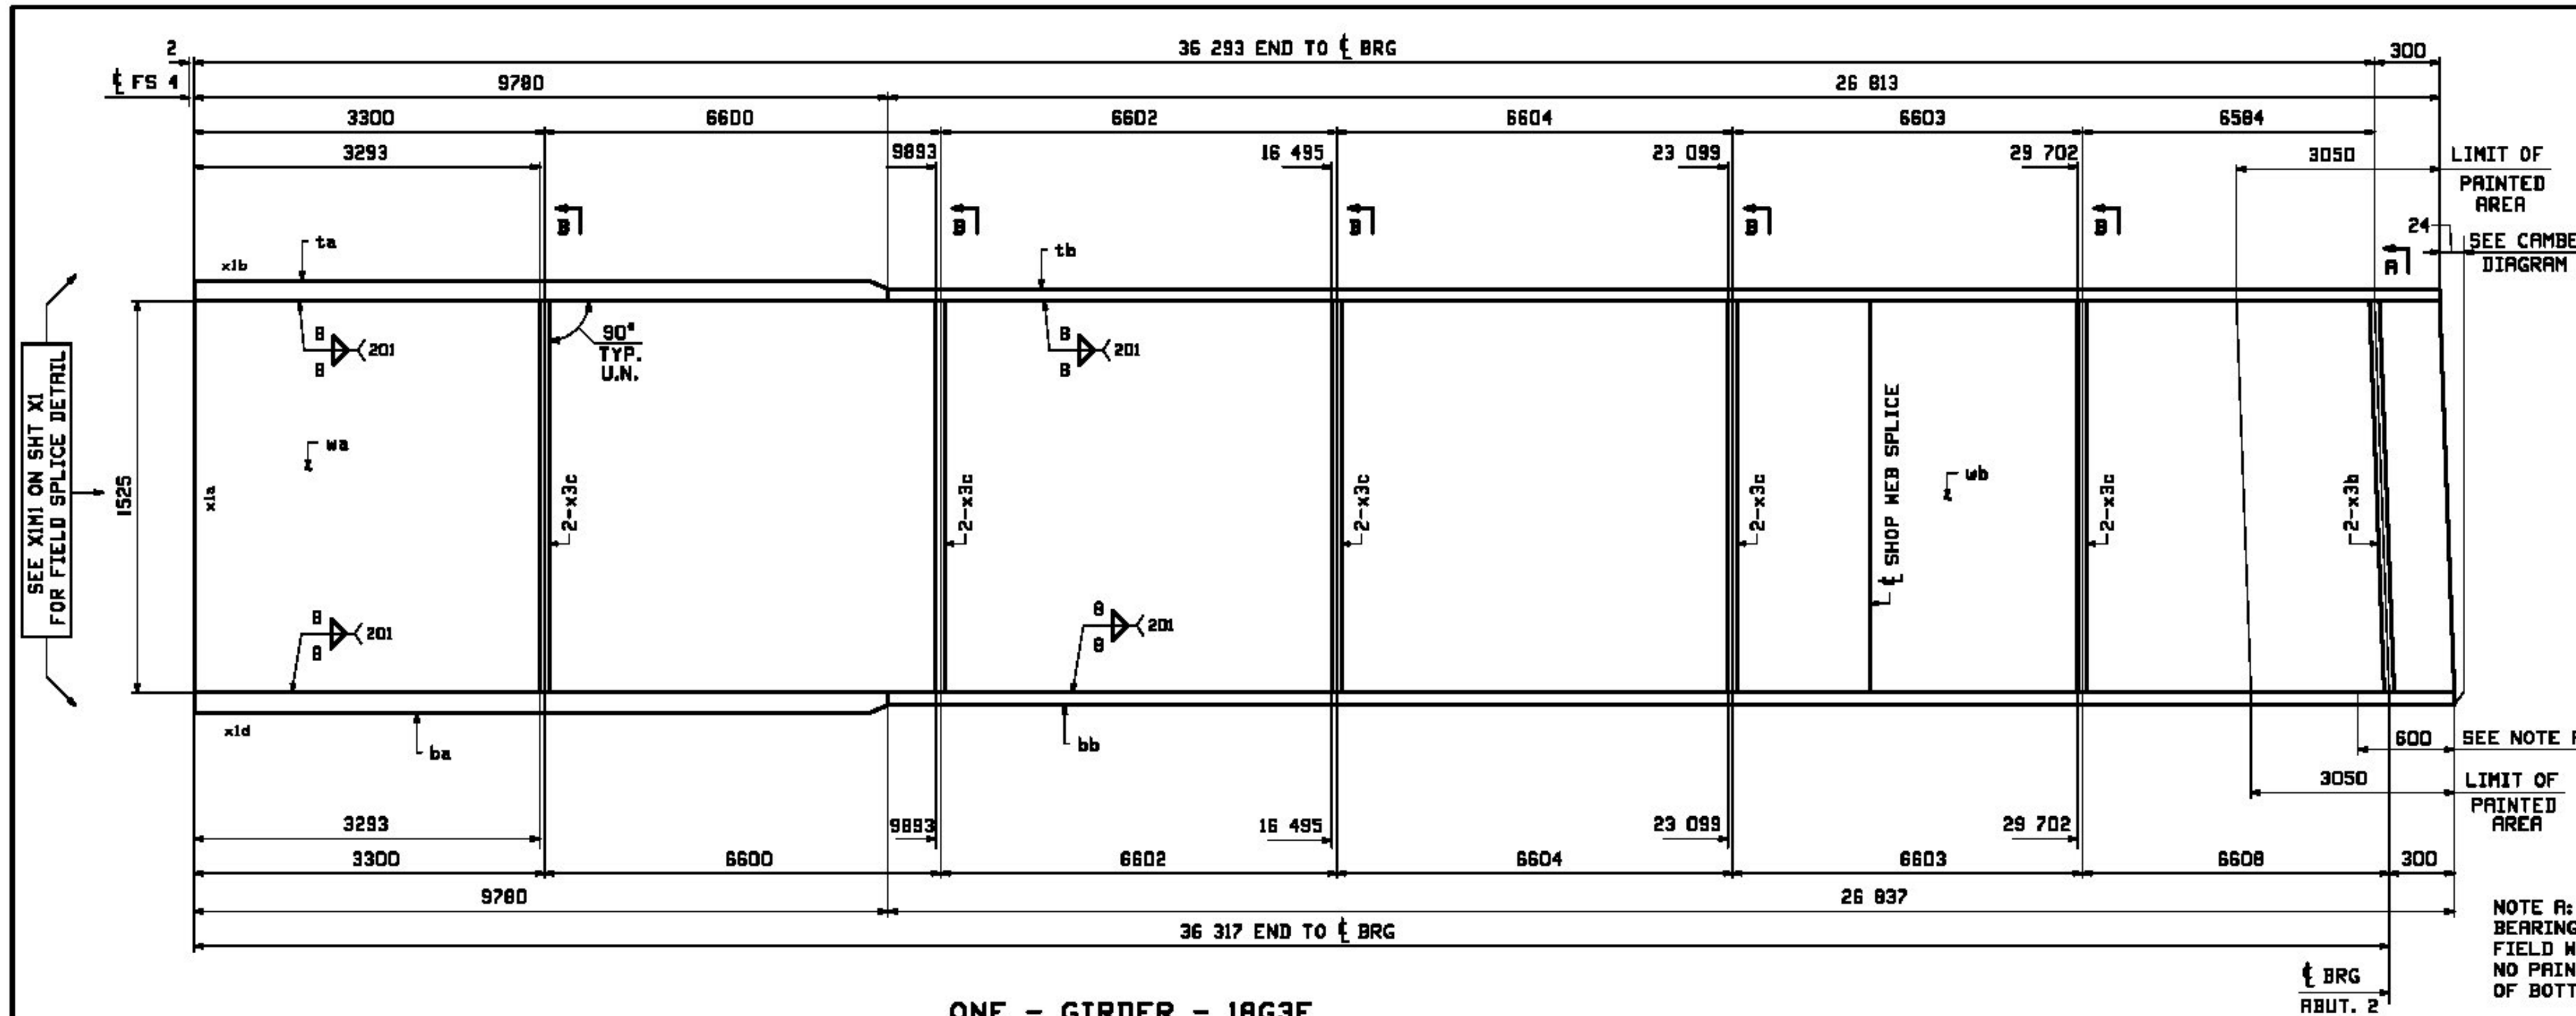 2
36 293 END TO ℄ BRG
300
℄ FS 4
9780
26 813
3300
6600
6602
6604
6603
6584
3293
9893
16 495
23 099
29 702
3050
LIMIT OF
PAINTED
AREA
B
B
B
B
B
24
SEE CAMBE
DIAGRAM
A
ta
x1b
tb
8
8
201
90°
TYP.
U.N.
8
8
201
SEE X1M1 ON SHT X1
FOR FIELD SPLICE DETAIL
1525
x1a
wa
2-x3c
2-x3c
2-x3c
2-x3c
℄ SHOP WEB SPLICE
wb
2-x3c
2-x3b
8
8
201
8
8
201
x1d
ba
bb
600
SEE NOTE
3050
LIMIT OF
PAINTED
AREA
3293
9893
16 495
23 099
29 702
3300
6600
6602
6604
6603
6608
300
9780
26 837
36 317 END TO ℄ BRG
NOTE A:
BEARING
FIELD W
NO PAIN
OF BOTT
℄ BRG
ABUT. 2
ONE - GIRDER - 18G3F